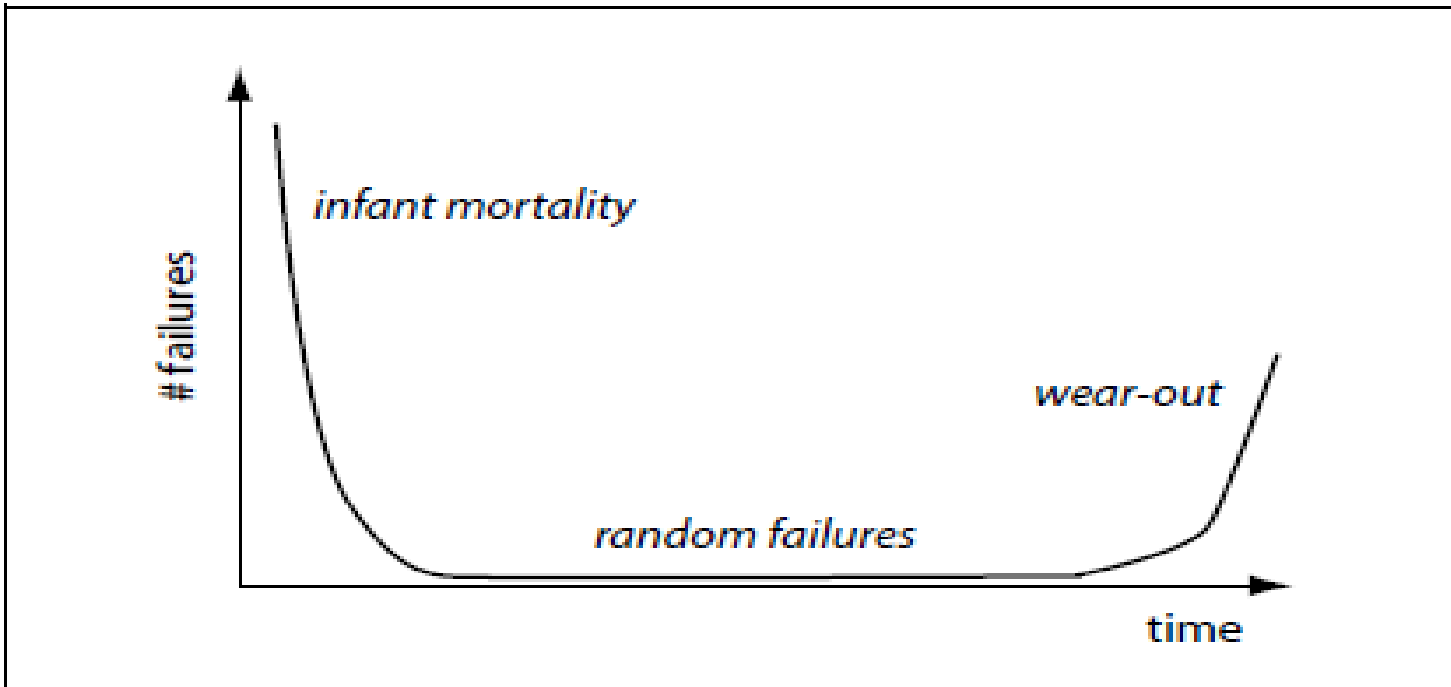 infant mortality
#failures
wear-out
random failures
time